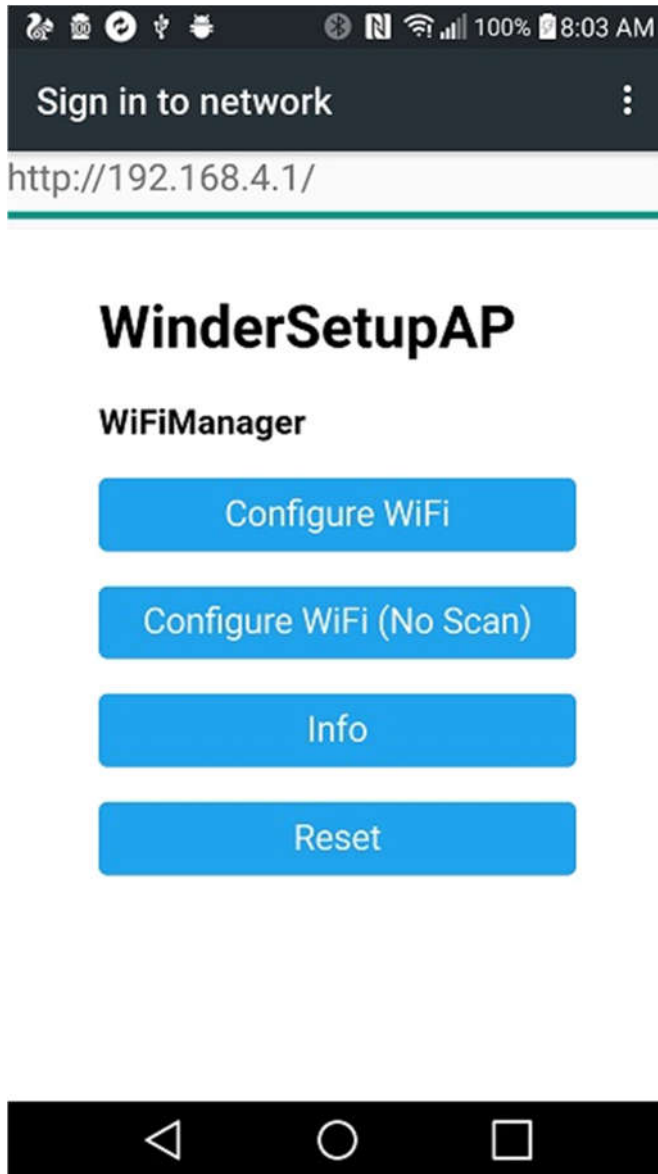 100% 8:03 AM
Sign in to network
http://192.168.4.1/
WinderSetupAP
WiFiManager
Configure WiFi
Configure WiFi (No Scan)
Info
Reset